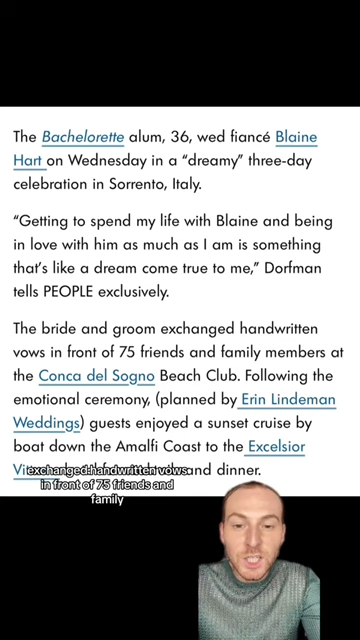 The Bachelorette alum, 36, wed fiancé Blaine
Hart on Wednesday in a “dreamy” three-day
celebration in Sorrento, Italy.
“Getting to spend my life with Blaine and being
in love with him as much as I am is something
that’s like a dream come true to me,” Dorfman
tells PEOPLE exclusively.
The bride and groom exchanged handwritten
vows in front of 75 friends and family members at
the Conca del Sogno Beach Club. Following the
emotional ceremony, (planned by Erin Lindeman
Weddings) guests enjoyed a sunset cruise by
boat down the Amalfi Coast to the Excelsior
and dinner.
exchanged handwritten vows
in front of 75 friends and
family